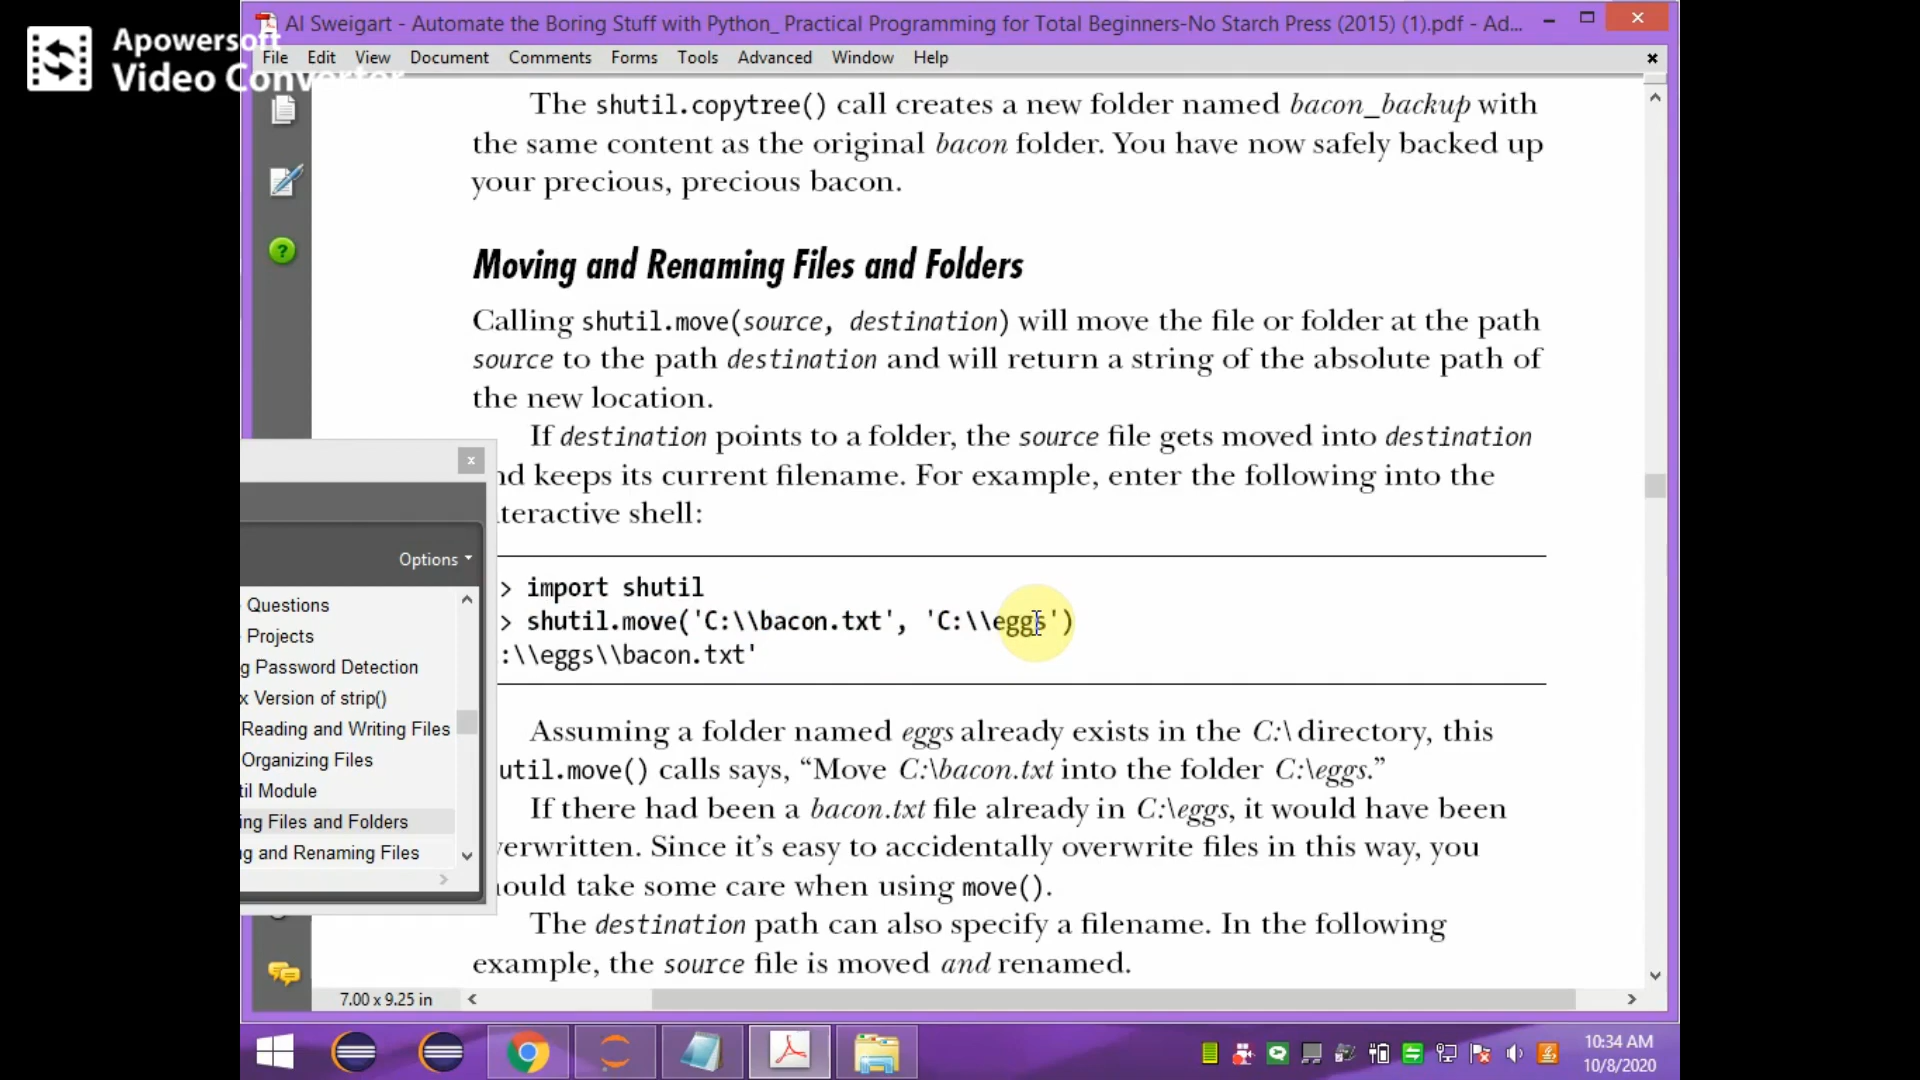 Apowersoft
Video Converter
Al Sweigart - Automate the Boring Stuff with Python_ Practical Programming for Total Beginners-No Starch Press (2015) (1).pdf - Ad...
File Edit View Document Comments Forms Tools Advanced Window Help
The shutil.copytree() call creates a new folder named bacon_backup with
the same content as the original bacon folder. You have now safely backed up
your precious, precious bacon.
Moving and Renaming Files and Folders
Calling shutil.move(source, destination) will move the file or folder at the path
source to the path destination and will return a string of the absolute path of
the new location.
If destination points to a folder, the source file gets moved into destination
nd keeps its current filename. For example, enter the following into the
teractive shell:
> import shutil
> shutil.move('C:\\bacon.txt', 'C:\\eggs')
:\\eggs\\bacon.txt'
Assuming a folder named eggs already exists in the C:\ directory, this
util.move() calls says, “Move C:\bacon.txt into the folder C:\eggs.”
If there had been a bacon.txt file already in C:\eggs, it would have been
verwritten. Since it’s easy to accidentally overwrite files in this way, you
ould take some care when using move().
The destination path can also specify a filename. In the following
example, the source file is moved and renamed.
Options
Questions
Projects
g Password Detection
x Version of strip()
Reading and Writing Files
Organizing Files
til Module
ing Files and Folders
g and Renaming Files
7.00 x 9.25 in
10:34 AM
10/8/2020